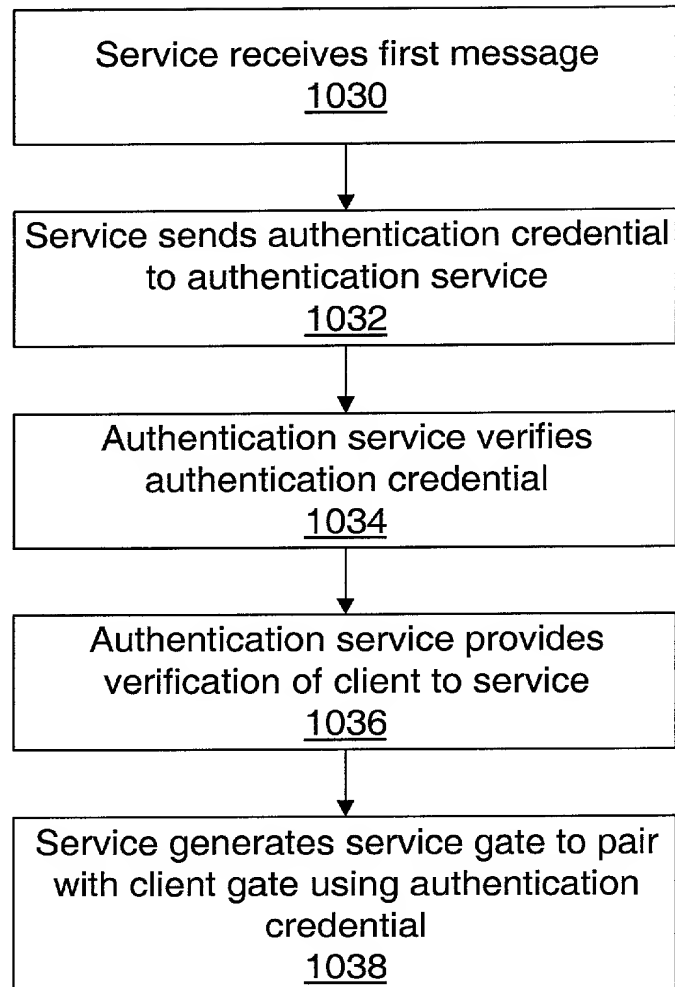 Service receives first message
1030
Service sends authentication credential
to authentication service
1032
Authentication service verifies
authentication credential
1034
Authentication service provides
verification of client to service
1036
Service generates service gate to pair
with client gate using authentication
credential
1038